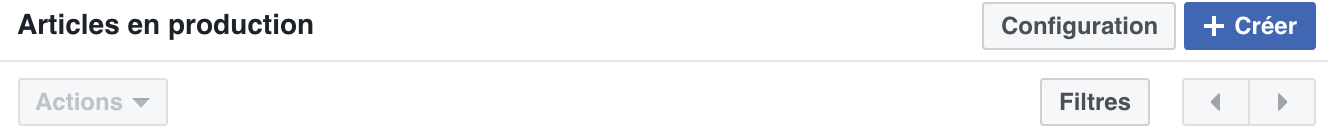 Articles en production
Configuration
+ Créer
Actions
Filtres